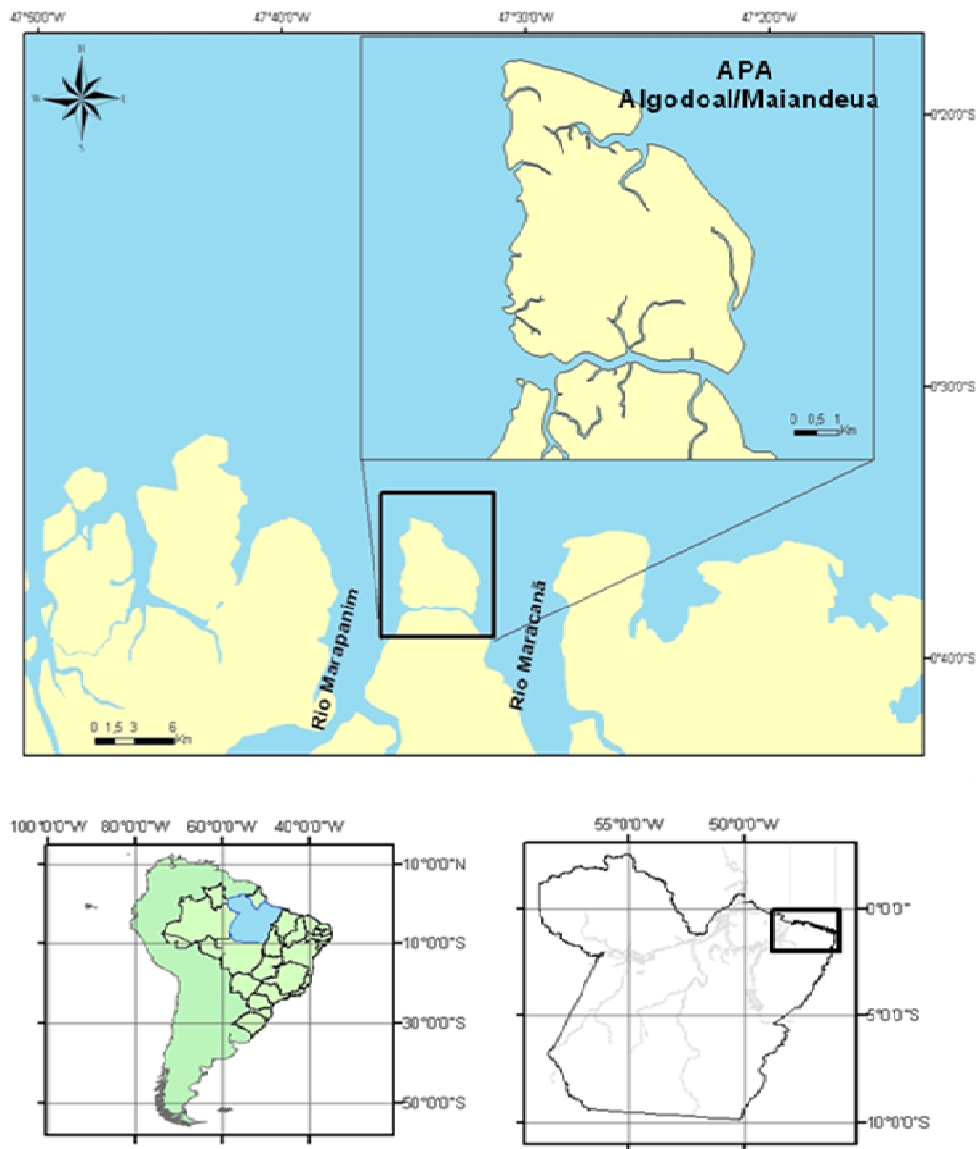 47°50'0"W 47°40'0"W 47°30'0"W 47°20'0"W
N
W E
S
APA
Algodoal/Maiandeua
0°20'0"S
0°30'0"S
0 0,5 1
Km
Rio Marapanim
Rio Maracanã
0°40'0"S
0 1,5 3 6
Km
100°0'0"W 80°0'0"W 60°0'0"W 40°0'0"W
10°0'0"N
10°0'0"S
30°0'0"S
50°0'0"S
55°0'0"W 50°0'0"W
0°0'0"
5°0'0"S
10°0'0"S